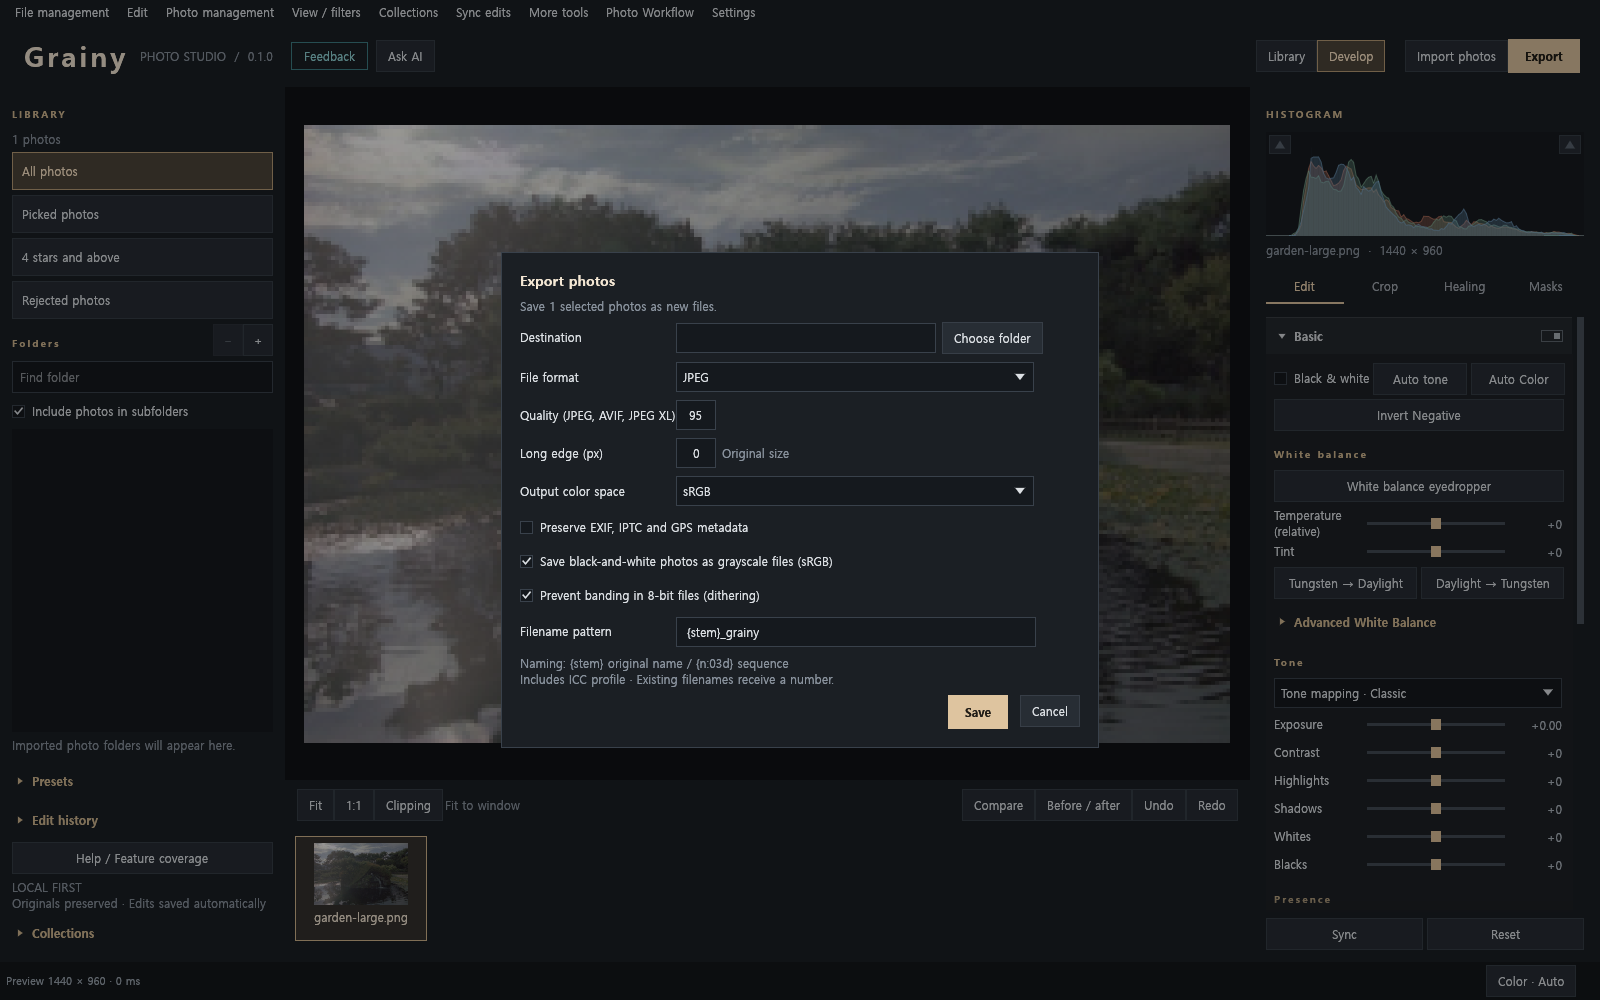 File management Edit Photo management View / filters Collections Sync edits More tools Photo Workflow Settings
Grainy PHOTO STUDIO / 0.1.0 Feedback Ask AI Library Develop Import photos Export
LIBRARY
1 photos
All photos
Picked photos
4 stars and above
Rejected photos
Folders − +
Find folder
Include photos in subfolders
Imported photo folders will appear here.
Presets
Edit history
Help / Feature coverage
LOCAL FIRST
Originals preserved · Edits saved automatically
Collections
Export photos
Save 1 selected photos as new files.
Destination Choose folder
File format JPEG
Quality (JPEG, AVIF, JPEG XL) 95
Long edge (px) 0 Original size
Output color space sRGB
Preserve EXIF, IPTC and GPS metadata
Save black-and-white photos as grayscale files (sRGB)
Prevent banding in 8-bit files (dithering)
Filename pattern {stem}_grainy
Naming: {stem} original name / {n:03d} sequence
Includes ICC profile · Existing filenames receive a number.
Save Cancel
Fit 1:1 Clipping Fit to window Compare Before / after Undo Redo
garden-large.png
HISTOGRAM
garden-large.png · 1440 × 960
Edit Crop Healing Masks
Basic
Black & white Auto tone Auto Color
Invert Negative
White balance
White balance eyedropper
Temperature
(relative) +0
Tint +0
Tungsten → Daylight Daylight → Tungsten
Advanced White Balance
Tone
Tone mapping · Classic
Exposure +0.00
Contrast +0
Highlights +0
Shadows +0
Whites +0
Blacks +0
Presence
Sync Reset
Preview 1440 × 960 · 0 ms Color · Auto